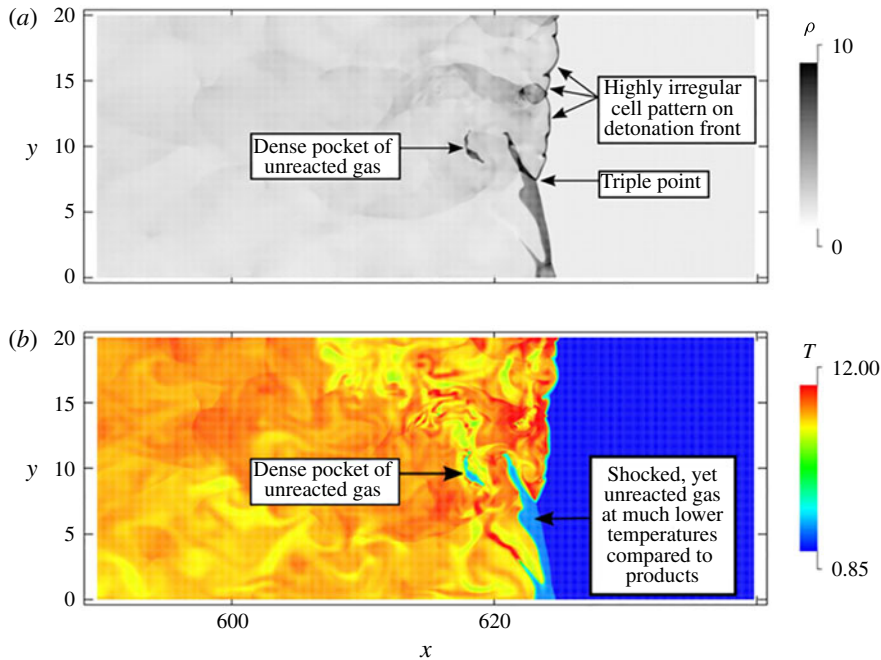 (a)
20
15
10
5
0
y
Highly irregular
cell pattern on
detonation front
Dense pocket of
unreacted gas
Triple point
ρ
10
0
(b)
20
15
10
5
0
y
Dense pocket of
unreacted gas
Shocked, yet
unreacted gas
at much lower
temperatures
compared to
products
T
12.00
0.85
600
620
x